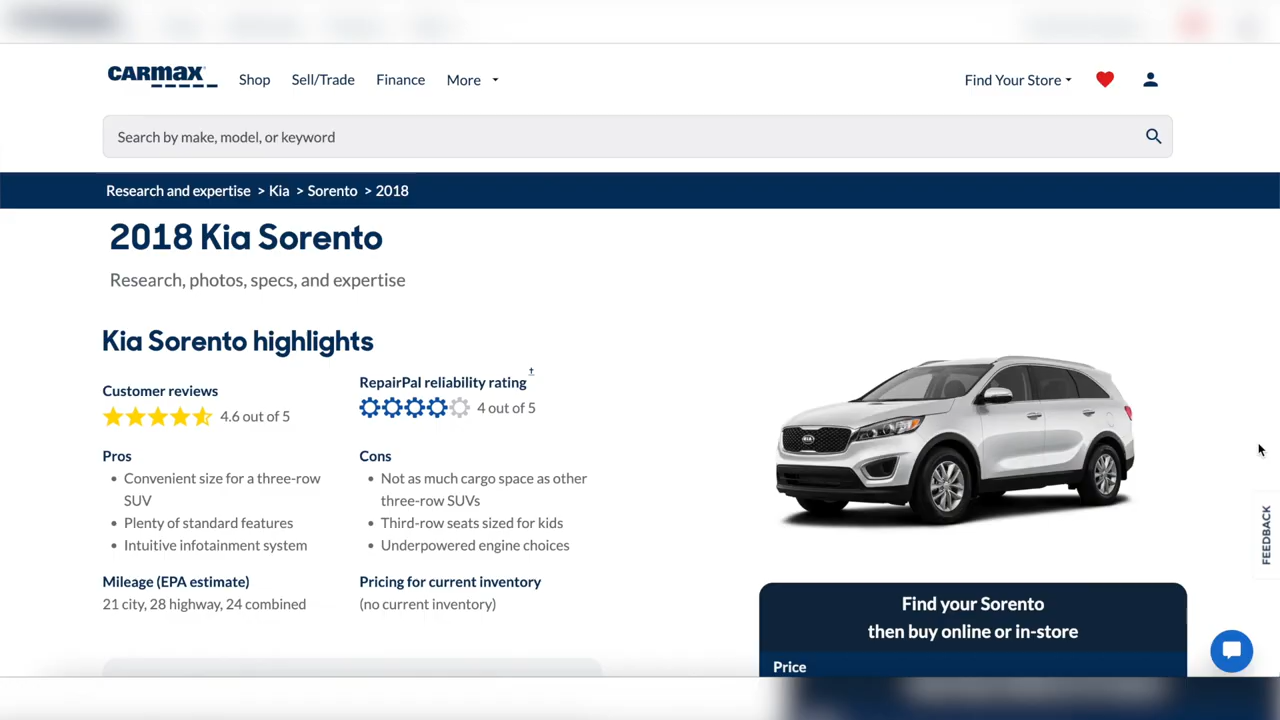 CARMAX
Shop
Sell/Trade
Finance
More
Find Your Store
Search by make, model, or keyword
Research and expertise > Kia > Sorento > 2018
2018 Kia Sorento
Research, photos, specs, and expertise
Kia Sorento highlights
Customer reviews
4.6 out of 5
RepairPal reliability rating †
4 out of 5
Pros
• Convenient size for a three-row
SUV
• Plenty of standard features
• Intuitive infotainment system
Cons
• Not as much cargo space as other
three-row SUVs
• Third-row seats sized for kids
• Underpowered engine choices
Mileage (EPA estimate)
21 city, 28 highway, 24 combined
Pricing for current inventory
(no current inventory)
KIA
Find your Sorento
then buy online or in-store
Price
FEEDBACK